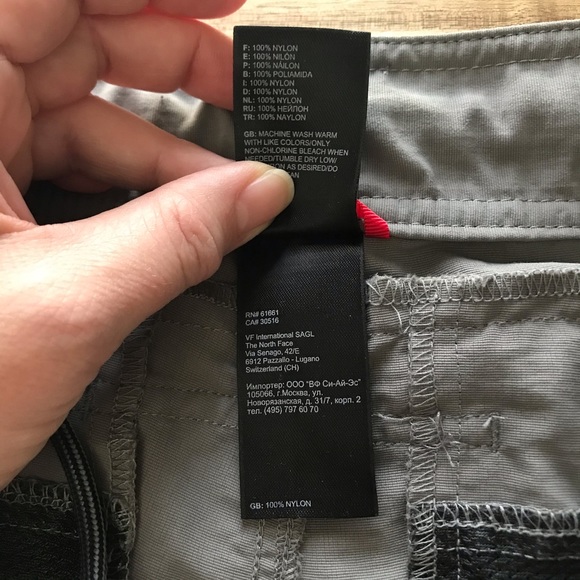 F: 100% NYLON
E: 100% NILÓN
P: 100% NÁILON
B: 100% POLIAMIDA
I: 100% NYLON
D: 100% NYLON
NL: 100% NYLON
RU: 100% НЕЙЛОН
TR: 100% NAYLON
GB: MACHINE WASH WARM
WITH LIKE COLORS/ONLY
NON-CHLORINE BLEACH WHEN
NEEDED/TUMBLE DRY LOW/
AS DESIRED/DO
RN# 61661
CA# 30516
VF International SAGL
The North Face
Via Senago, 42/E
6912 Pazzallo - Lugano
Switzerland (CH)
Импортер: ООО "ВФ Си-Ай-Эс"
105066, г.Москва, ул.
Новорязанская, д. 31/7, корп. 2
тел. (495) 797 60 70
GB: 100% NYLON